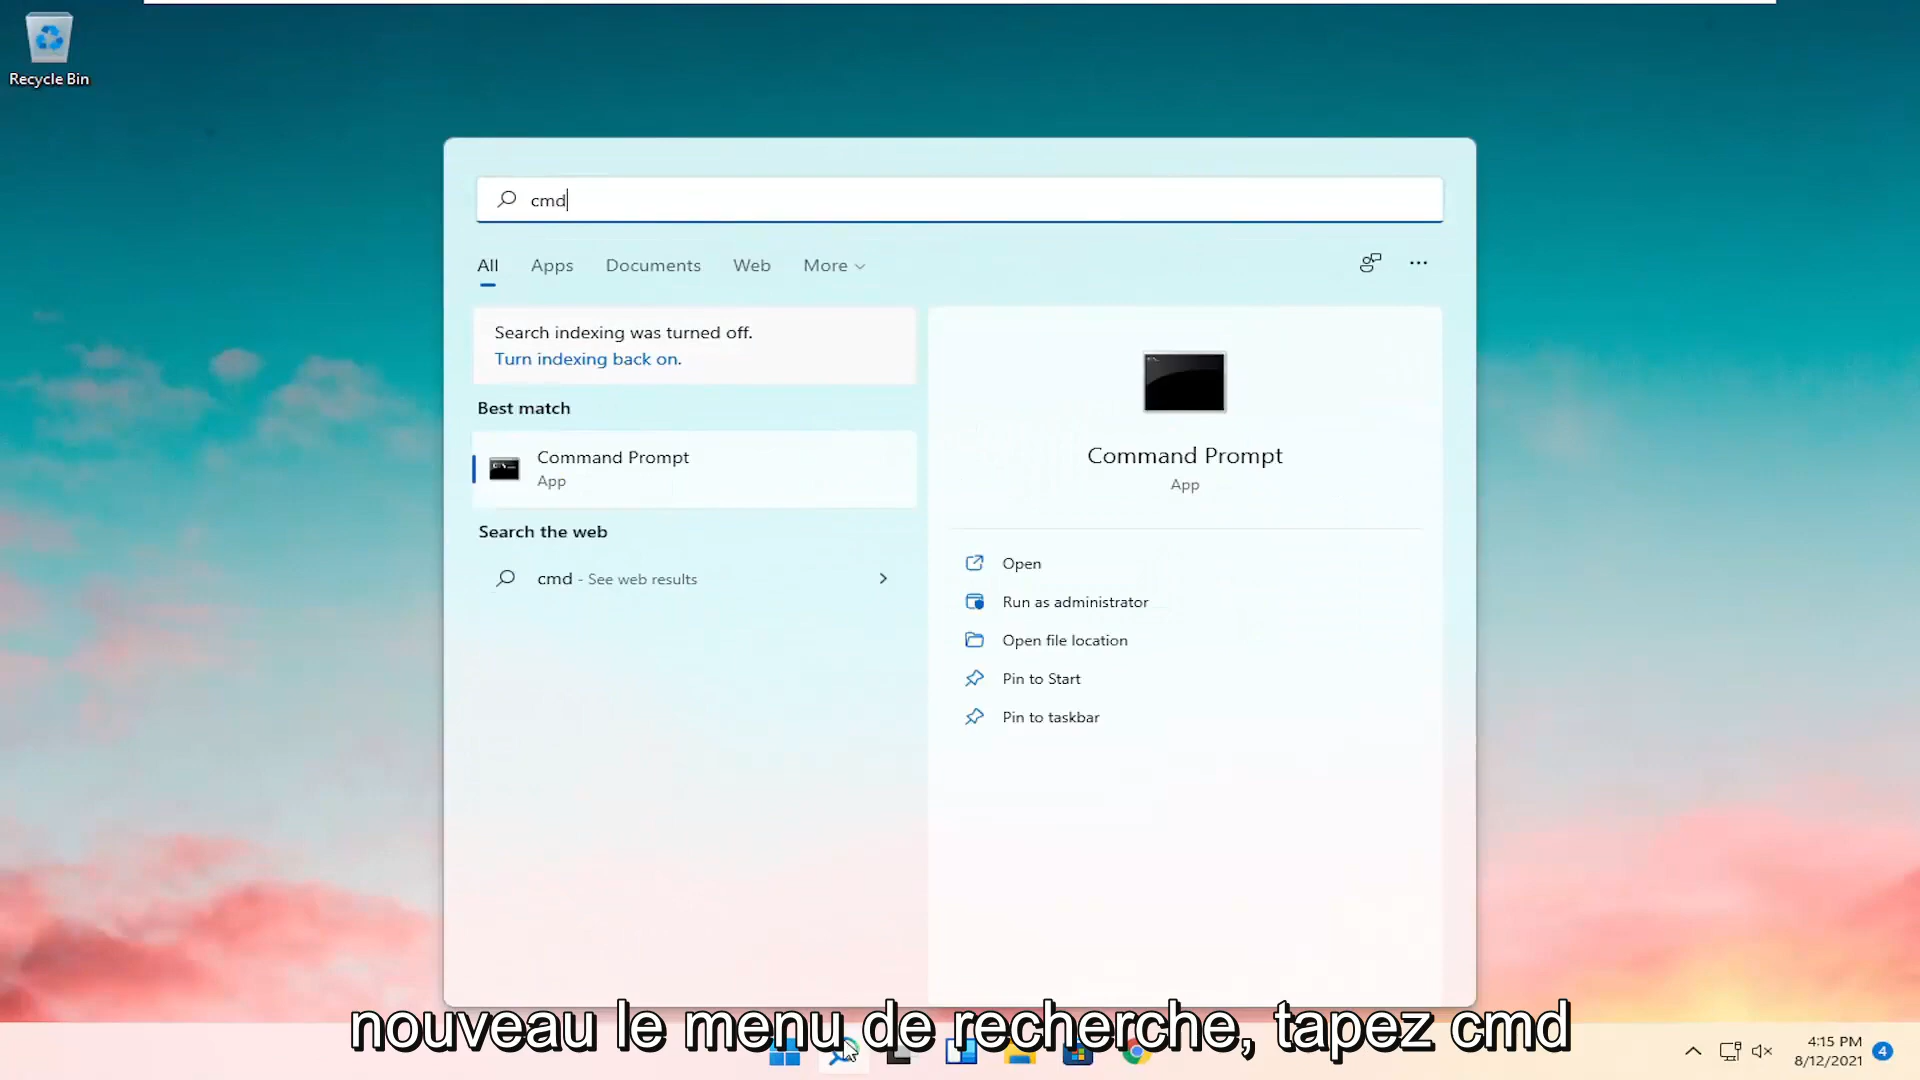 Recycle Bin
cmd
All Apps Documents Web More
Search indexing was turned off.
Turn indexing back on.
Best match
Command Prompt
App
Search the web
cmd - See web results
Command Prompt
App
Open
Run as administrator
Open file location
Pin to Start
Pin to taskbar
nouveau le menu de recherche, tapez cmd
4:15 PM
8/12/2021
4